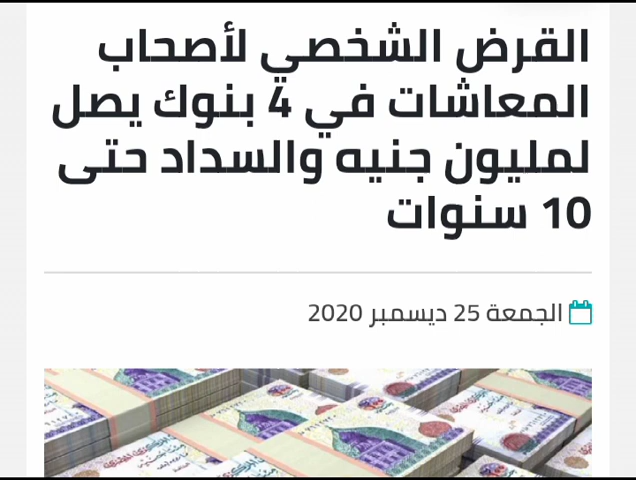 القرض الشخصي لأصحاب
المعاشات في 4 بنوك يصل
لمليون جنيه والسداد حتى
10 سنوات
الجمعة 25 ديسمبر 2020